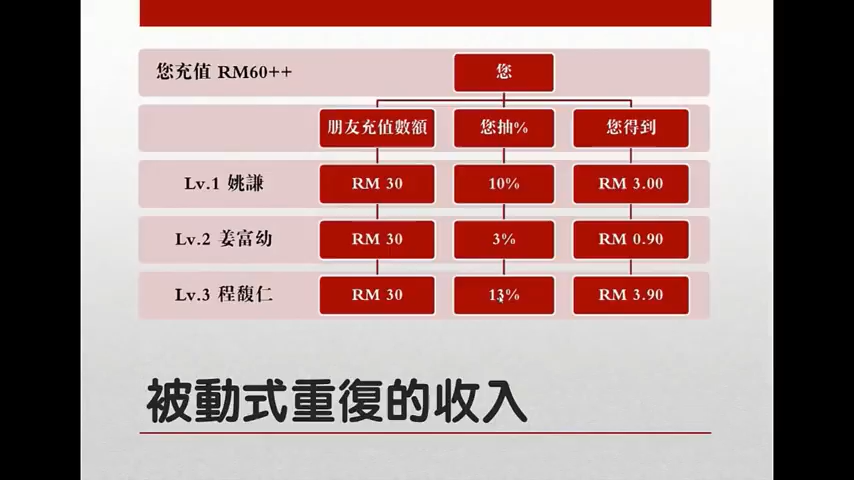 您充值 RM60++ 您
朋友充值數額 您抽% 您得到
Lv.1 姚謙 RM 30 10% RM 3.00
Lv.2 姜富幼 RM 30 3% RM 0.90
Lv.3 程馥仁 RM 30 13% RM 3.90
被動式重復的收入